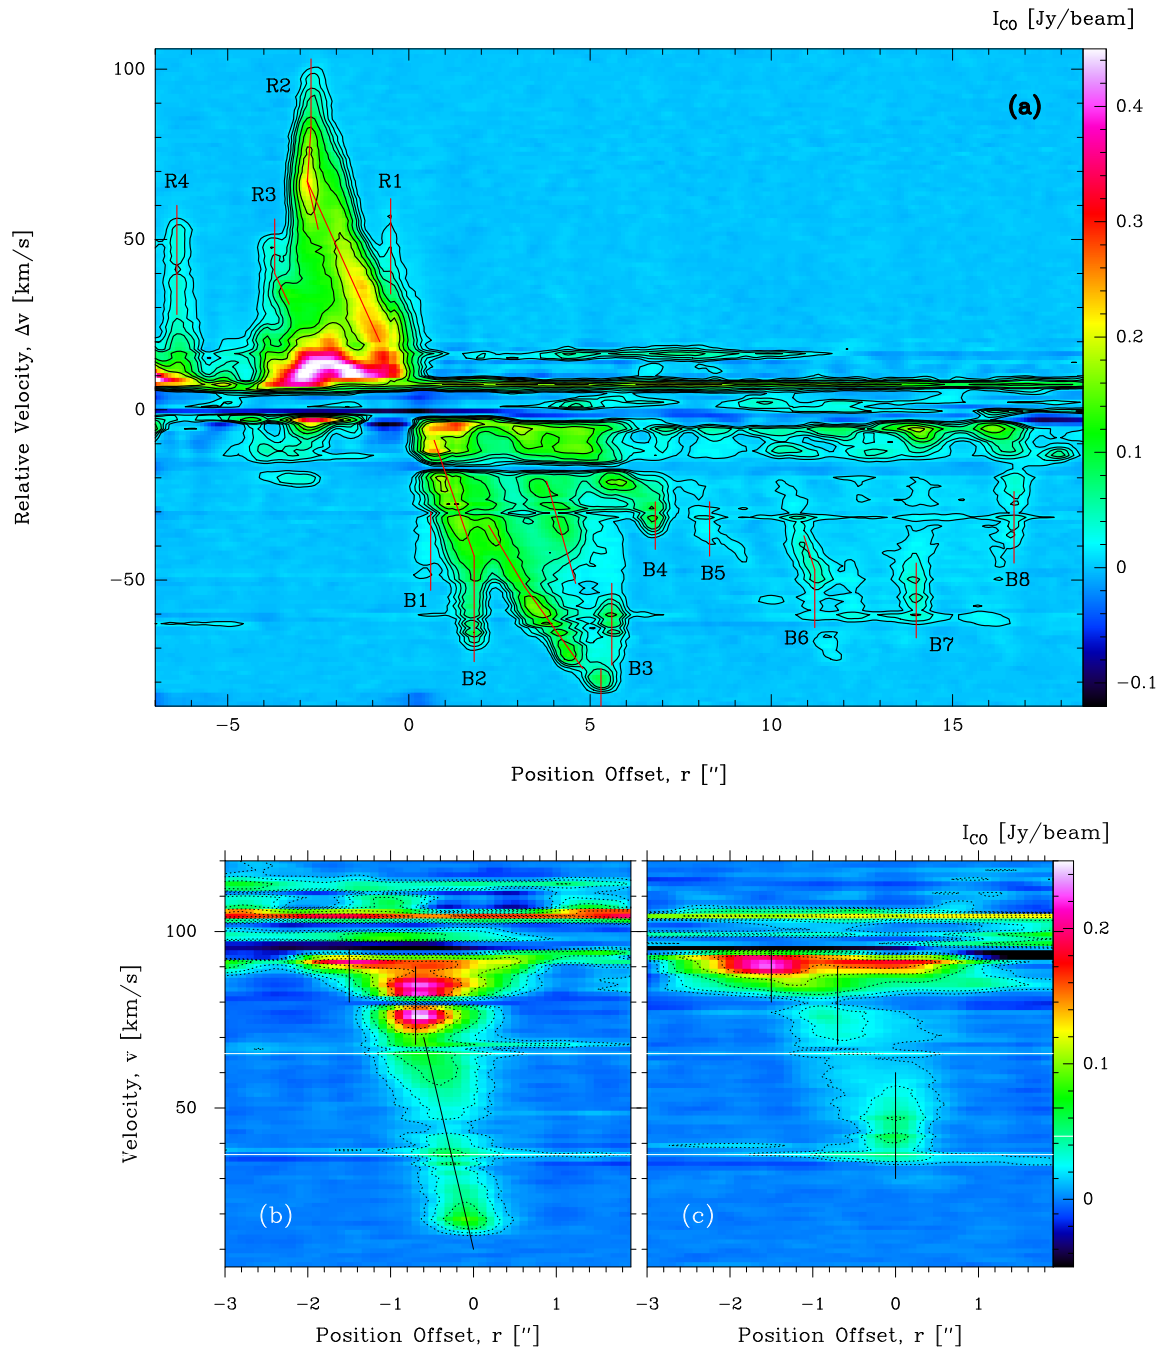 I_CO [Jy/beam]
(a)
R2
R4
R3
R1
100
50
0
−50
Relative Velocity, Δv [km/s]
B1
B2
B3
B4
B5
B6
B7
B8
0.4
0.3
0.2
0.1
0
−0.1
−5 0 5 10 15
Position Offset, r ["]
I_CO [Jy/beam]
100
50
Velocity, v [km/s]
(b)
(c)
0.2
0.1
0
−3 −2 −1 0 1
−3 −2 −1 0 1
Position Offset, r ["]
Position Offset, r ["]